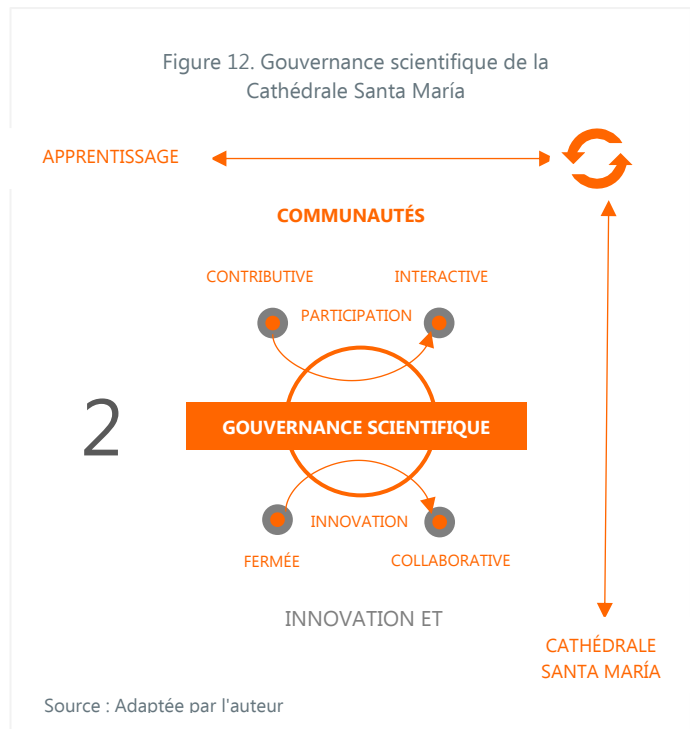 Figure 12. Gouvernance scientifique de la
Cathédrale Santa María
APPRENTISSAGE
COMMUNAUTÉS
CONTRIBUTIVE
INTERACTIVE
PARTICIPATION
2
GOUVERNANCE SCIENTIFIQUE
INNOVATION
FERMÉE
COLLABORATIVE
INNOVATION ET
CATHÉDRALE
SANTA MARÍA
Source : Adaptée par l'auteur